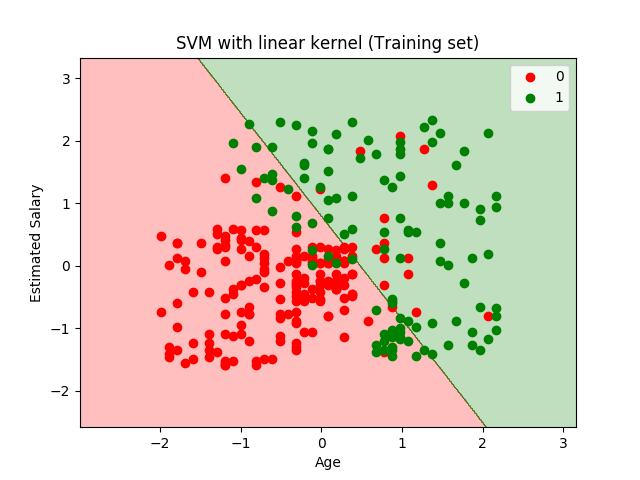 SVM with linear kernel (Training set)
0
1
3
2
1
0
−1
−2
Estimated Salary
−2 −1 0 1 2 3
Age